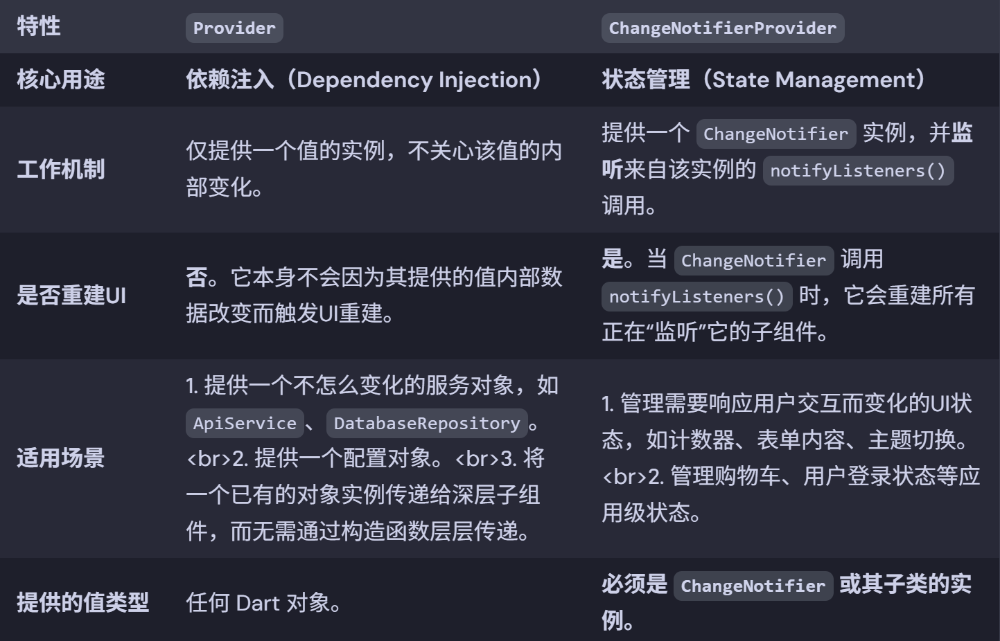 特性
Provider
ChangeNotifierProvider
核心用途
依赖注入（Dependency Injection）
状态管理（State Management）
工作机制
仅提供一个值的实例，不关心该值的内
部变化。
提供一个 ChangeNotifier 实例，并监
听来自该实例的 notifyListeners()
调用。
是否重建UI
否。它本身不会因为其提供的值内部数
据改变而触发UI重建。
是。当 ChangeNotifier 调用
notifyListeners() 时，它会重建所有
正在“监听”它的子组件。
适用场景
1. 提供一个不怎么变化的服务对象，如
ApiService、DatabaseRepository。
<br>2. 提供一个配置对象。<br>3. 将
一个已有的对象实例传递给深层子组
件，而无需通过构造函数层层传递。
1. 管理需要响应用户交互而变化的UI状
态，如计数器、表单内容、主题切换。
<br>2. 管理购物车、用户登录状态等应
用级状态。
提供的值类型
任何 Dart 对象。
必须是 ChangeNotifier 或其子类的实
例。